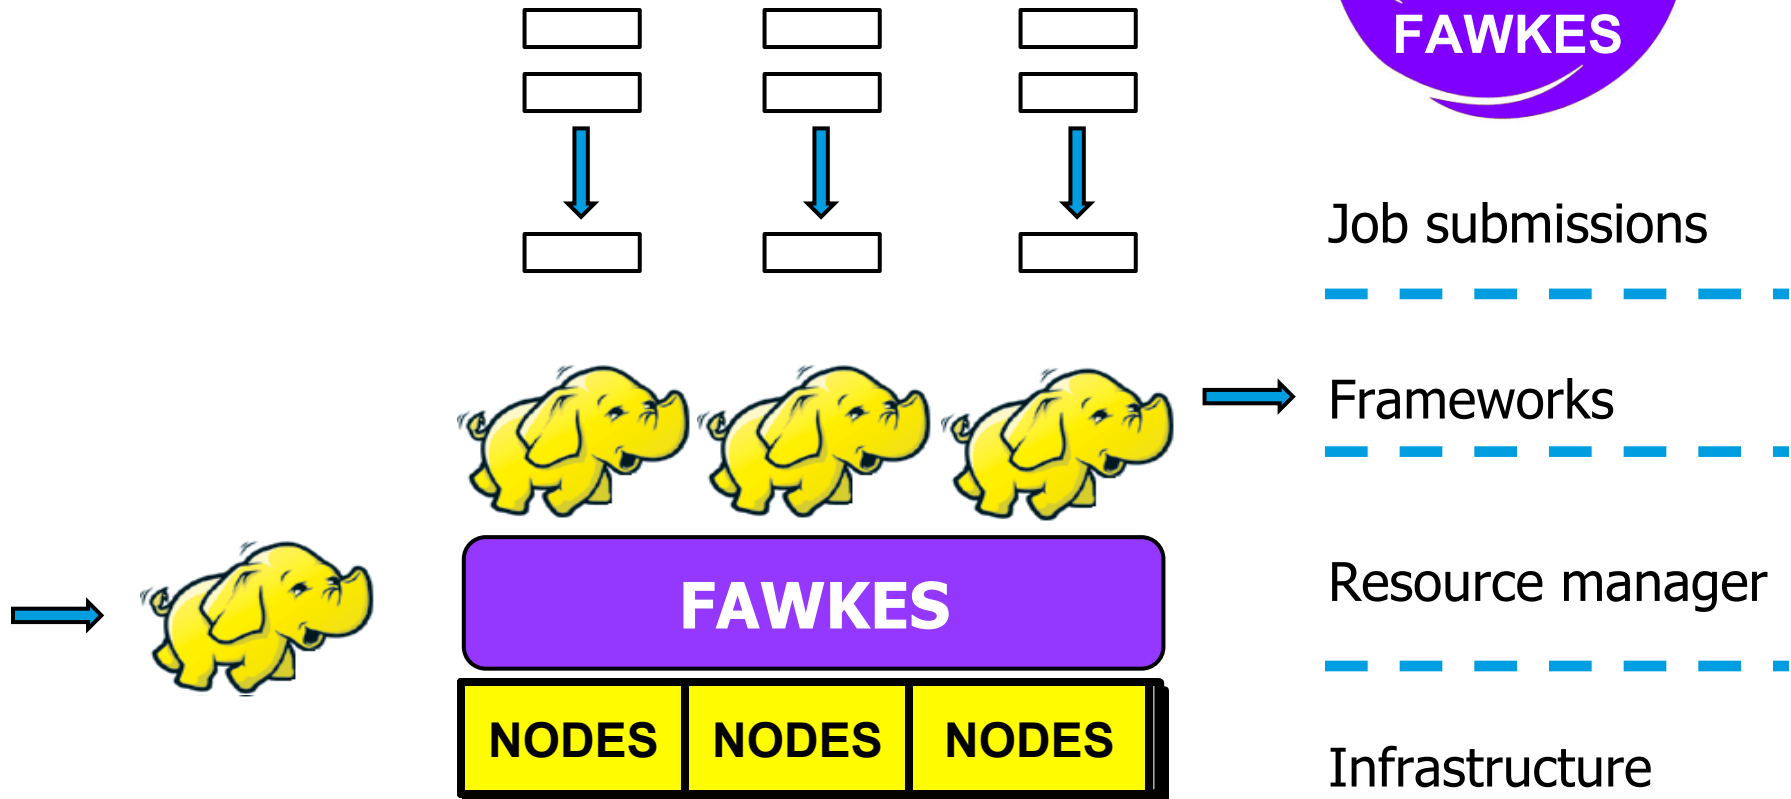 FAWKES
Job submissions
Frameworks
FAWKES
Resource manager
NODES NODES NODES
Infrastructure